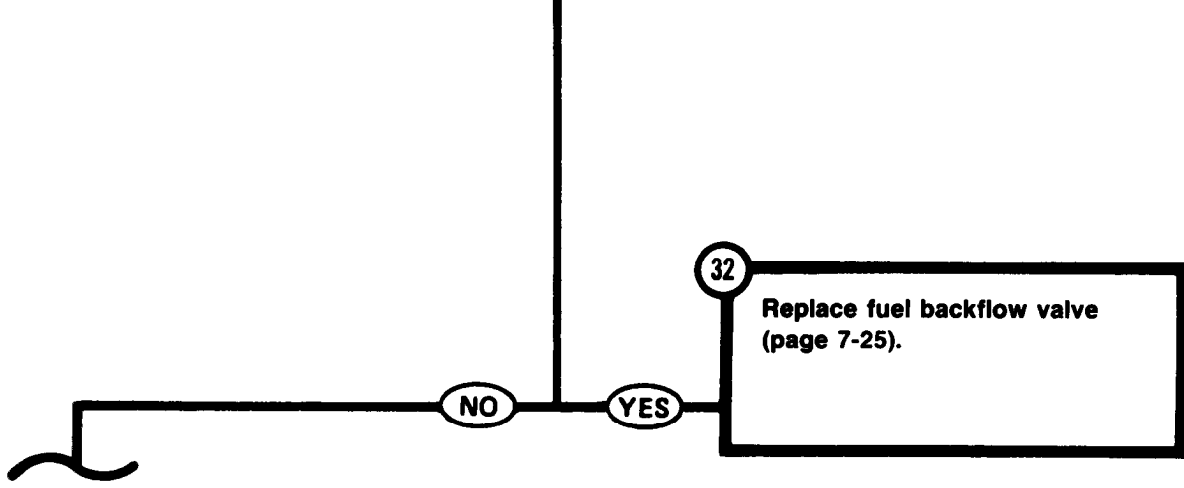 32
Replace fuel backflow valve
(page 7-25).
NO
YES